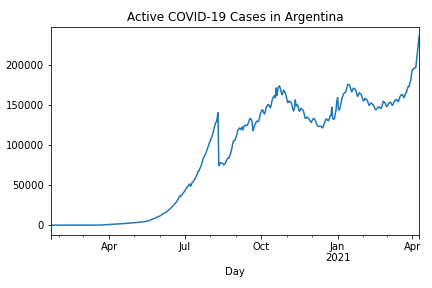 Active COVID-19 Cases in Argentina
200000
150000
100000
50000
0
Apr Jul Oct Jan Apr
2021
Day